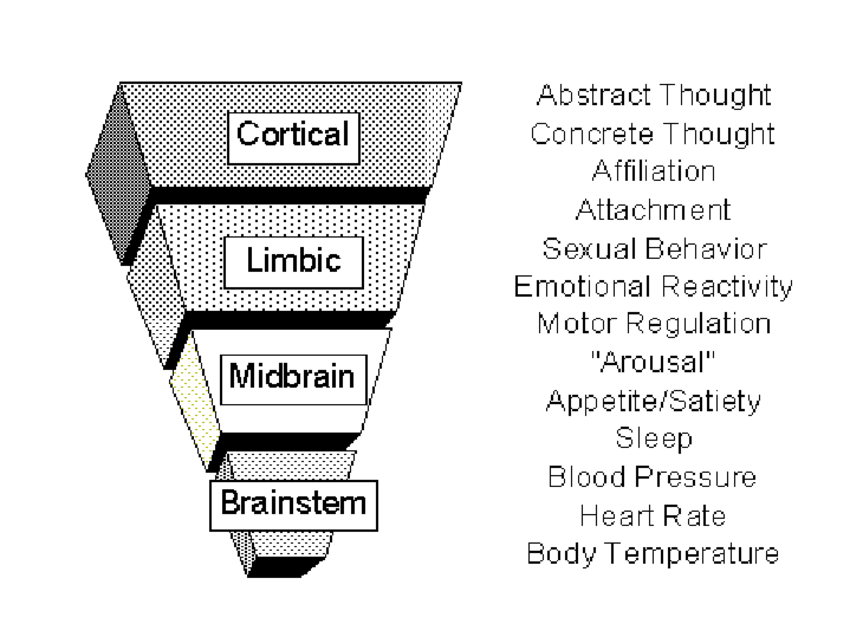 Cortical
Limbic
Midbrain
Brainstem
Abstract Thought
Concrete Thought
Affiliation
Attachment
Sexual Behavior
Emotional Reactivity
Motor Regulation
"Arousal"
Appetite/Satiety
Sleep
Blood Pressure
Heart Rate
Body Temperature